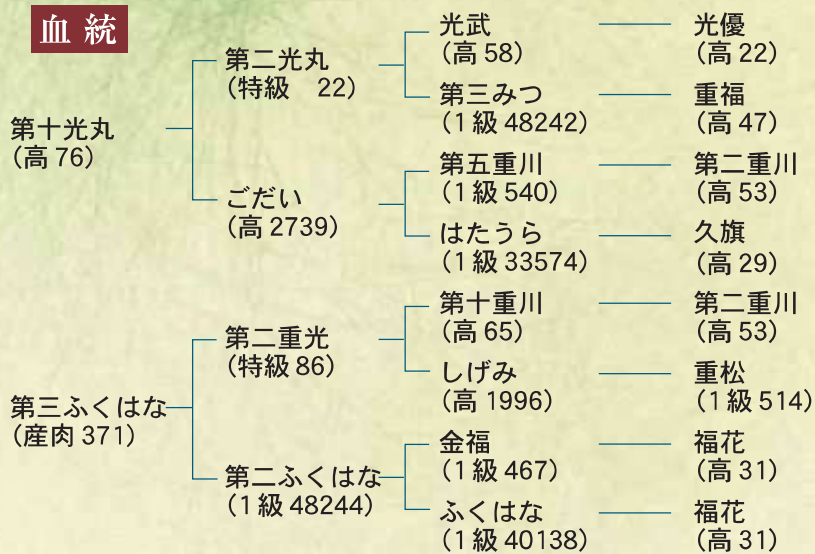 血統
第十光丸
(高 76)
第二光丸
(特級　22)
光武
(高 58)
光優
(高 22)
第三みつ
(1級 48242)
重福
(高 47)
ごだい
(高 2739)
第五重川
(1級 540)
第二重川
(高 53)
はたうら
(1級 33574)
久旗
(高 29)
第三ふくはな
(産肉 371)
第二重光
(特級 86)
第十重川
(高 65)
第二重川
(高 53)
しげみ
(高 1996)
重松
(1級 514)
第二ふくはな
(1級 48244)
金福
(1級 467)
福花
(高 31)
ふくはな
(1級 40138)
福花
(高 31)